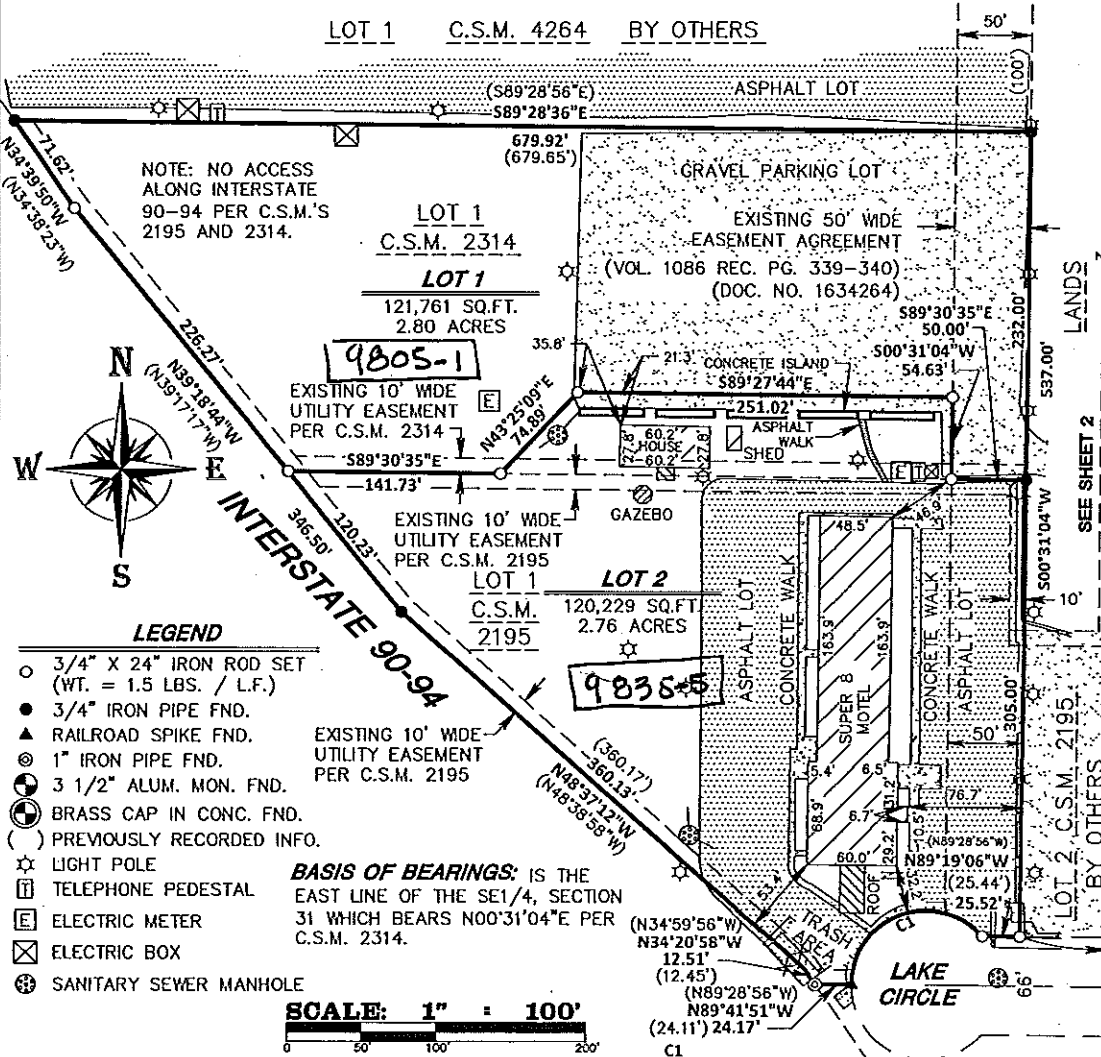 LOT 1 C.S.M. 4264 BY OTHERS
50'
(100')
ASPHALT LOT
(S89°28'56"E)
S89°28'36"E
679.92'
(679.65')
71.62'
N34°39'50"W
(N34°38'23"W)
NOTE: NO ACCESS
ALONG INTERSTATE
90-94 PER C.S.M.'S
2195 AND 2314.
GRAVEL PARKING LOT
LOT 1
C.S.M. 2314
LOT 1
121,761 SQ.FT.
2.80 ACRES
9805-1
EXISTING 50' WIDE
EASEMENT AGREEMENT
(VOL. 1086 REC. PG. 339-340)
(DOC. NO. 1634264)
S89°30'35"E
50.00'
S00°31'04"W
54.63'
232.00'
537.00'
LANDS
SEE SHEET 2
226.27'
N39°18'44"W
(N39°17'17"W)
35.8'
21.3'
CONCRETE ISLAND
S89°27'44"E
251.02'
EXISTING 10' WIDE
UTILITY EASEMENT
PER C.S.M. 2314
E
N43°25'09"E
74.89'
27.8'
60.2'
HOUSE
60.2'
27.8'
SHED
ASPHALT
WALK
E T
S89°30'35"E
141.73'
GAZEBO
N
W E
S
346.50'
120.23'
INTERSTATE 90-94
EXISTING 10' WIDE
UTILITY EASEMENT
PER C.S.M. 2195
LOT 1
C.S.M.
2195
LOT 2
120,229 SQ.FT.
2.76 ACRES
9835-5
46.9'
48.5'
ASPHALT LOT
CONCRETE WALK
163.9'
SUPER 8
MOTEL
163.9'
CONCRETE WALK
ASPHALT LOT
S00°31'04"W
10'
305.00'
50'
LOT 2 C.S.M. 2195
BY OTHERS
LEGEND
3/4" X 24" IRON ROD SET
(WT. = 1.5 LBS. / L.F.)
3/4" IRON PIPE FND.
RAILROAD SPIKE FND.
1" IRON PIPE FND.
3 1/2" ALUM. MON. FND.
BRASS CAP IN CONC. FND.
( ) PREVIOUSLY RECORDED INFO.
LIGHT POLE
T TELEPHONE PEDESTAL
E ELECTRIC METER
ELECTRIC BOX
SANITARY SEWER MANHOLE
EXISTING 10' WIDE
UTILITY EASEMENT
PER C.S.M. 2195
(360.17')
360.13'
N48°37'12"W
(N48°38'58"W)
5.4'
68.9'
6.5'
31.2'
6.7'
10.5'
29.2'
60.0'
76.7'
ROOF
53.4'
(N89°28'56"W)
N89°19'06"W
(25.44')
25.52'
BASIS OF BEARINGS: IS THE
EAST LINE OF THE SE1/4, SECTION
31 WHICH BEARS N00°31'04"E PER
C.S.M. 2314.
TRASH
AREA
C1
(N34°59'56"W)
N34°20'58"W
12.51'
(12.45')
(N89°28'56"W)
N89°41'51"W
(24.11') 24.17'
C1
LAKE
CIRCLE
66'
SCALE: 1" = 100'
0 50' 100' 200'